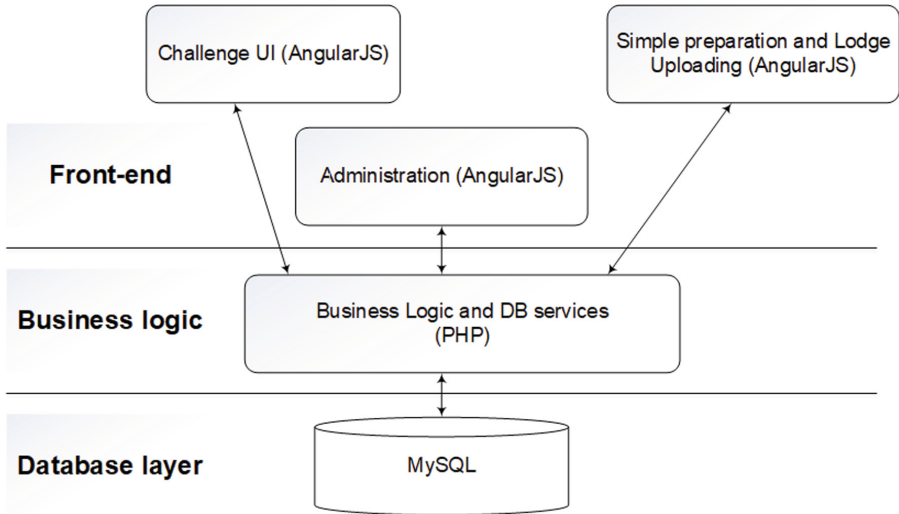 Challenge UI (AngularJS)
Simple preparation and Lodge
Uploading (AngularJS)
Front-end
Administration (AngularJS)
Business logic
Business Logic and DB services
(PHP)
Database layer
MySQL